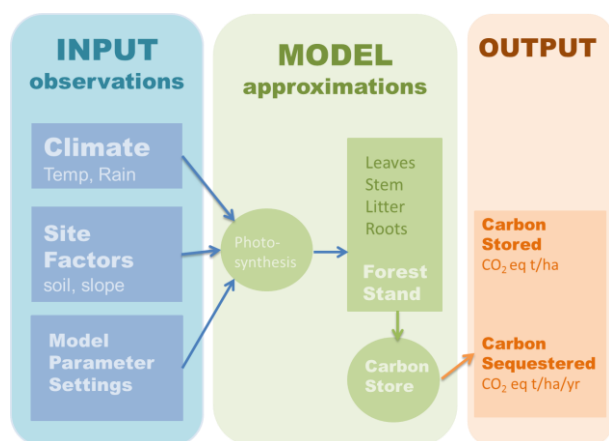 INPUT
observations
Climate
Temp, Rain
Site
Factors
soil, slope
Model
Parameter
Settings
MODEL
approximations
Photo-
synthesis
Leaves
Stem
Litter
Roots
Forest
Stand
Carbon
Store
OUTPUT
Carbon
Stored
CO₂ eq t/ha
Carbon
Sequestered
CO₂ eq t/ha/yr